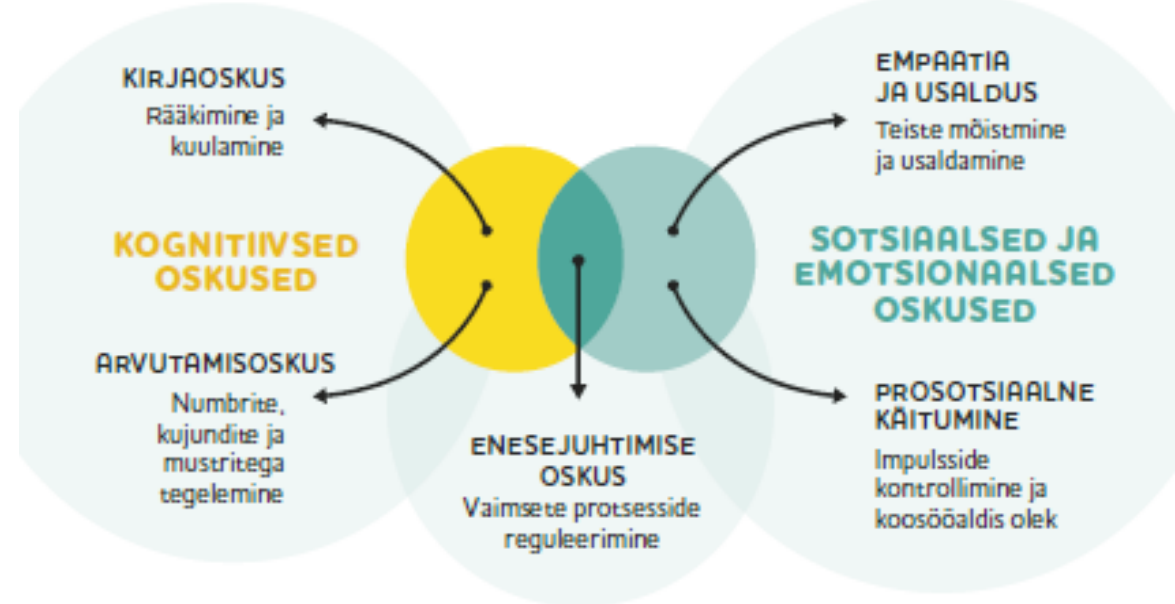 KIRJAOSKUS
Rääkimine ja
kuulamine
KOGNITIIVSED
OSKUSED
ARVUTAMISOSKUS
Numbrite,
kujundite ja
mustritega
tegelemine
ENESEJUHTIMISE
OSKUS
Vaimsete protsesside
reguleerimine
EMPAATIA
JA USALDUS
Teiste mõistmine
ja usaldamine
SOTSIAALSED JA
EMOTSIONAALSED
OSKUSED
PROSOTSIAALNE
KÄITUMINE
Impulsside
kontrollimine ja
koosööaldis olek